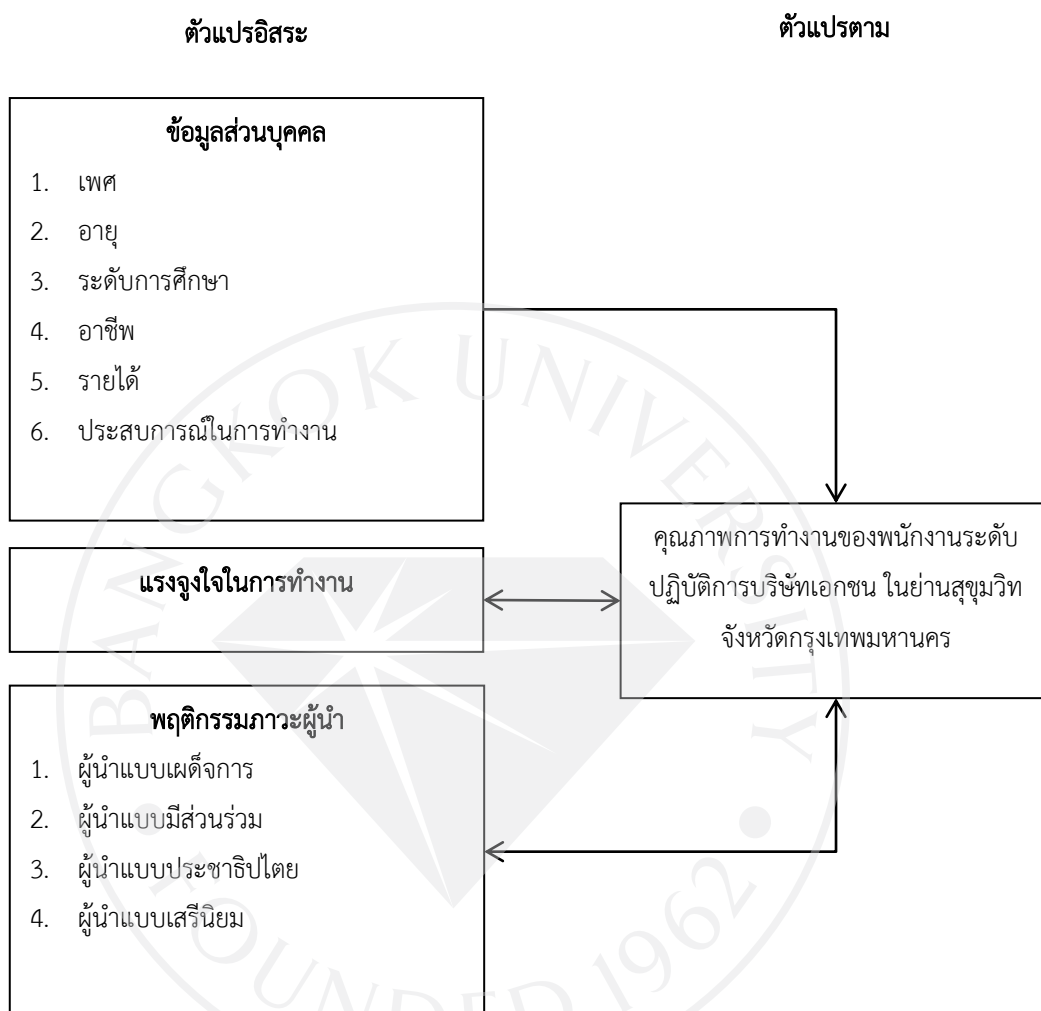 ตัวแปรอิสระ
ตัวแปรตาม
ข้อมูลส่วนบุคคล
1. เพศ
2. อายุ
3. ระดับการศึกษา
4. อาชีพ
5. รายได้
6. ประสบการณ์ในการทำงาน
แรงจูงใจในการทำงาน
คุณภาพการทำงานของพนักงานระดับ
ปฏิบัติการบริษัทเอกชน ในย่านสุขุมวิท
จังหวัดกรุงเทพมหานคร
พฤติกรรมภาวะผู้นำ
1. ผู้นำแบบเผด็จการ
2. ผู้นำแบบมีส่วนร่วม
3. ผู้นำแบบประชาธิปไตย
4. ผู้นำแบบเสรีนิยม
BANGKOK UNIVERSITY
FOUNDED 1962